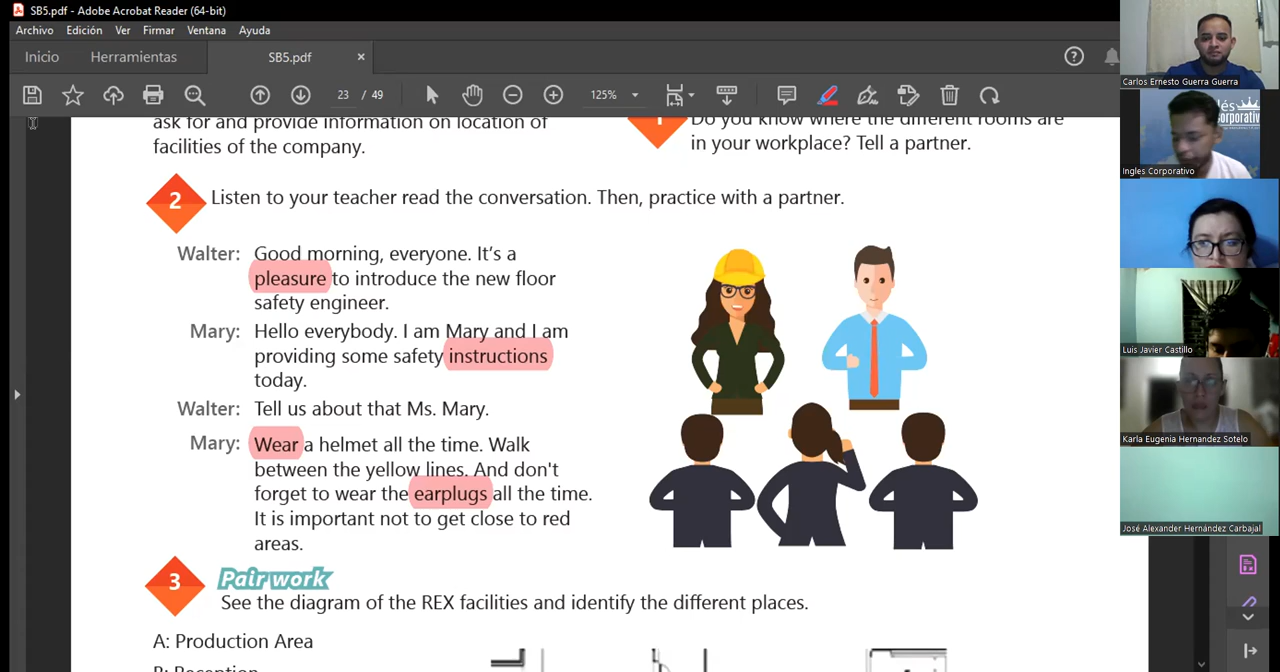 SB5.pdf - Adobe Acrobat Reader (64-bit)
Archivo Edición Ver Firmar Ventana Ayuda
Inicio Herramientas SB5.pdf ×
23 / 49 125%
ask for and provide information on location of
facilities of the company.
1 Do you know where the different rooms are
in your workplace? Tell a partner.
2 Listen to your teacher read the conversation. Then, practice with a partner.
Walter: Good morning, everyone. It's a
pleasure to introduce the new floor
safety engineer.
Mary: Hello everybody. I am Mary and I am
providing some safety instructions
today.
Walter: Tell us about that Ms. Mary.
Mary: Wear a helmet all the time. Walk
between the yellow lines. And don't
forget to wear the earplugs all the time.
It is important not to get close to red
areas.
3 Pair work
See the diagram of the REX facilities and identify the different places.
A: Production Area
B: Reception
Carlos Ernesto Guerra Guerra
Ingles Corporativo
Luis Javier Castillo
Karla Eugenia Hernandez Sotelo
José Alexander Hernández Carbajal